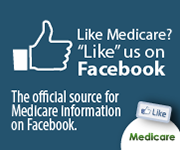 Like Medicare?
"Like" us on
Facebook
The official source for
Medicare information
on Facebook.
Like
Medicare